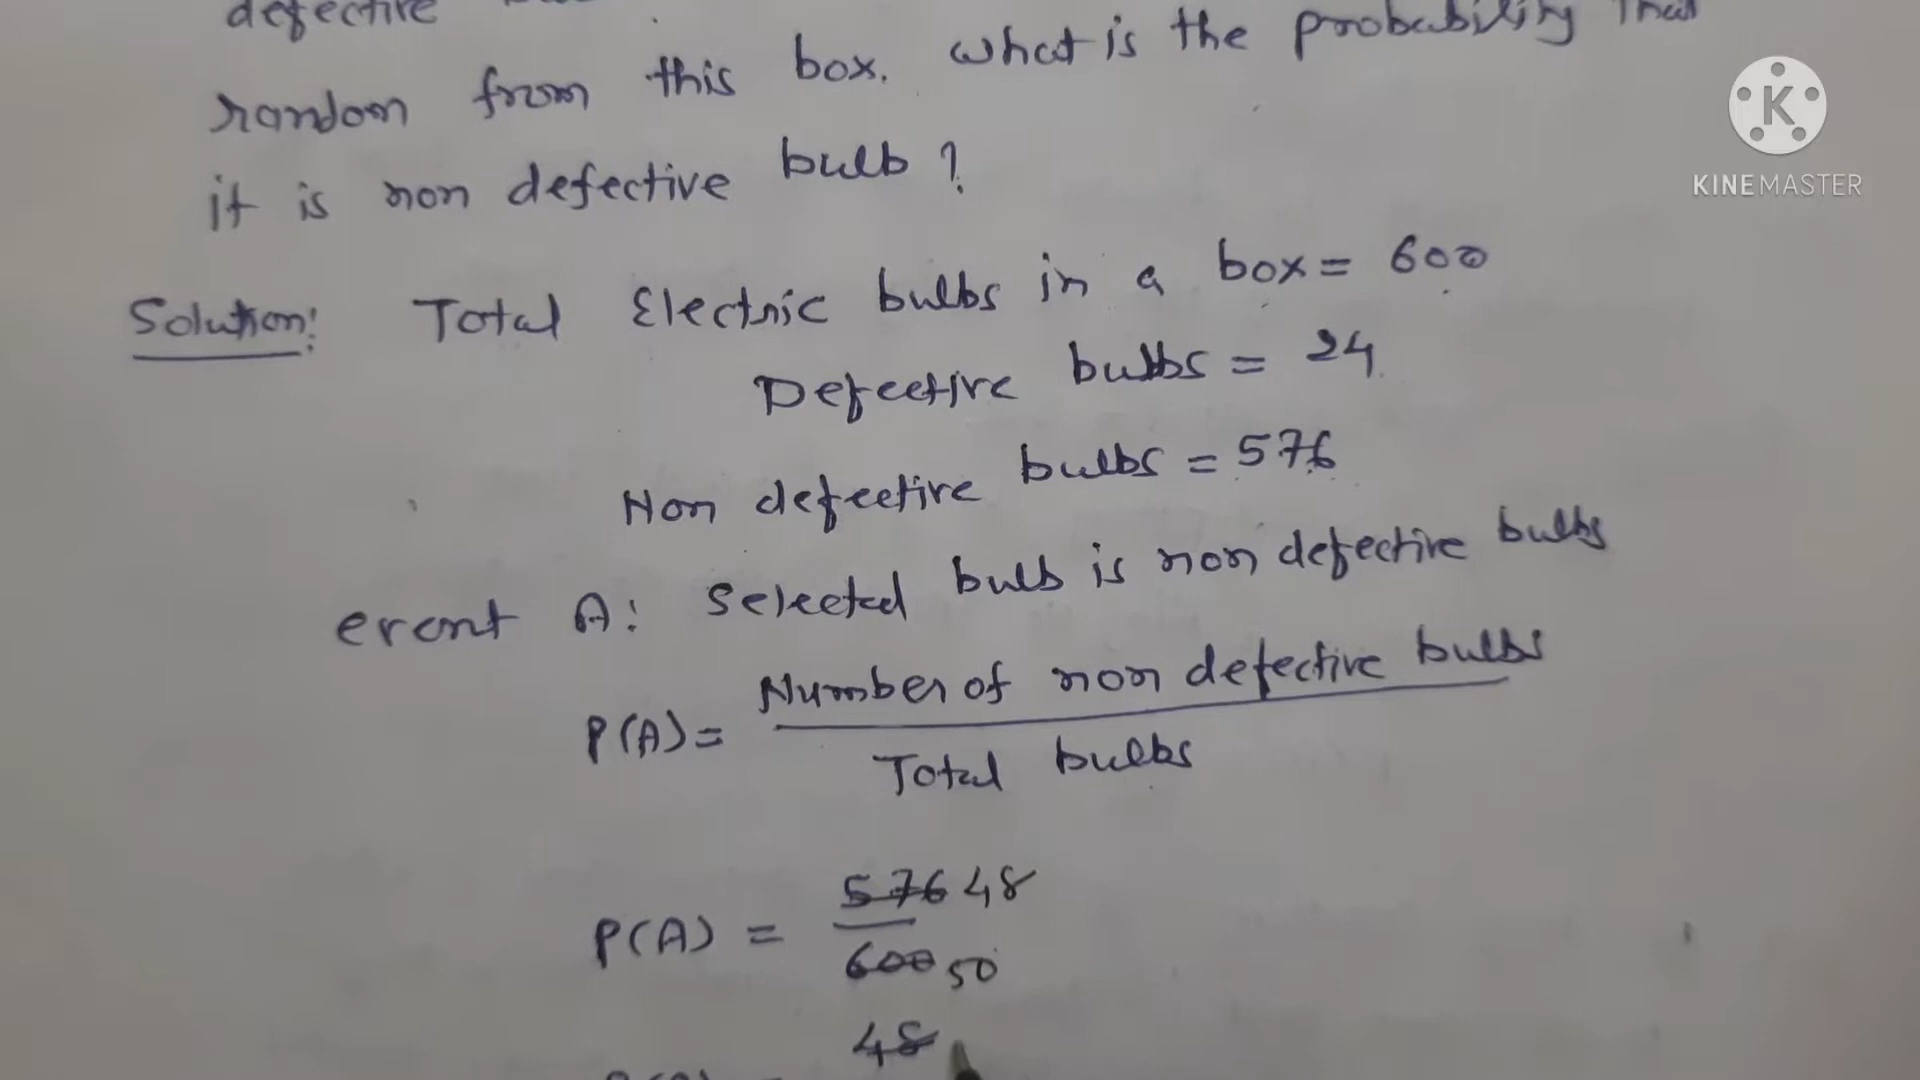 defective
random from this box. what is the probability that
it is non defective bulb ?
Solution: Total Electric bulbs in a box = 600
Defective bulbs = 24
Non defective bulbs = 576
event A: Selected bulb is non defective bulbs
P(A) = Number of non defective bulbs
Total bulbs
P(A) = 576 48
600 50
48
K
KINEMASTER